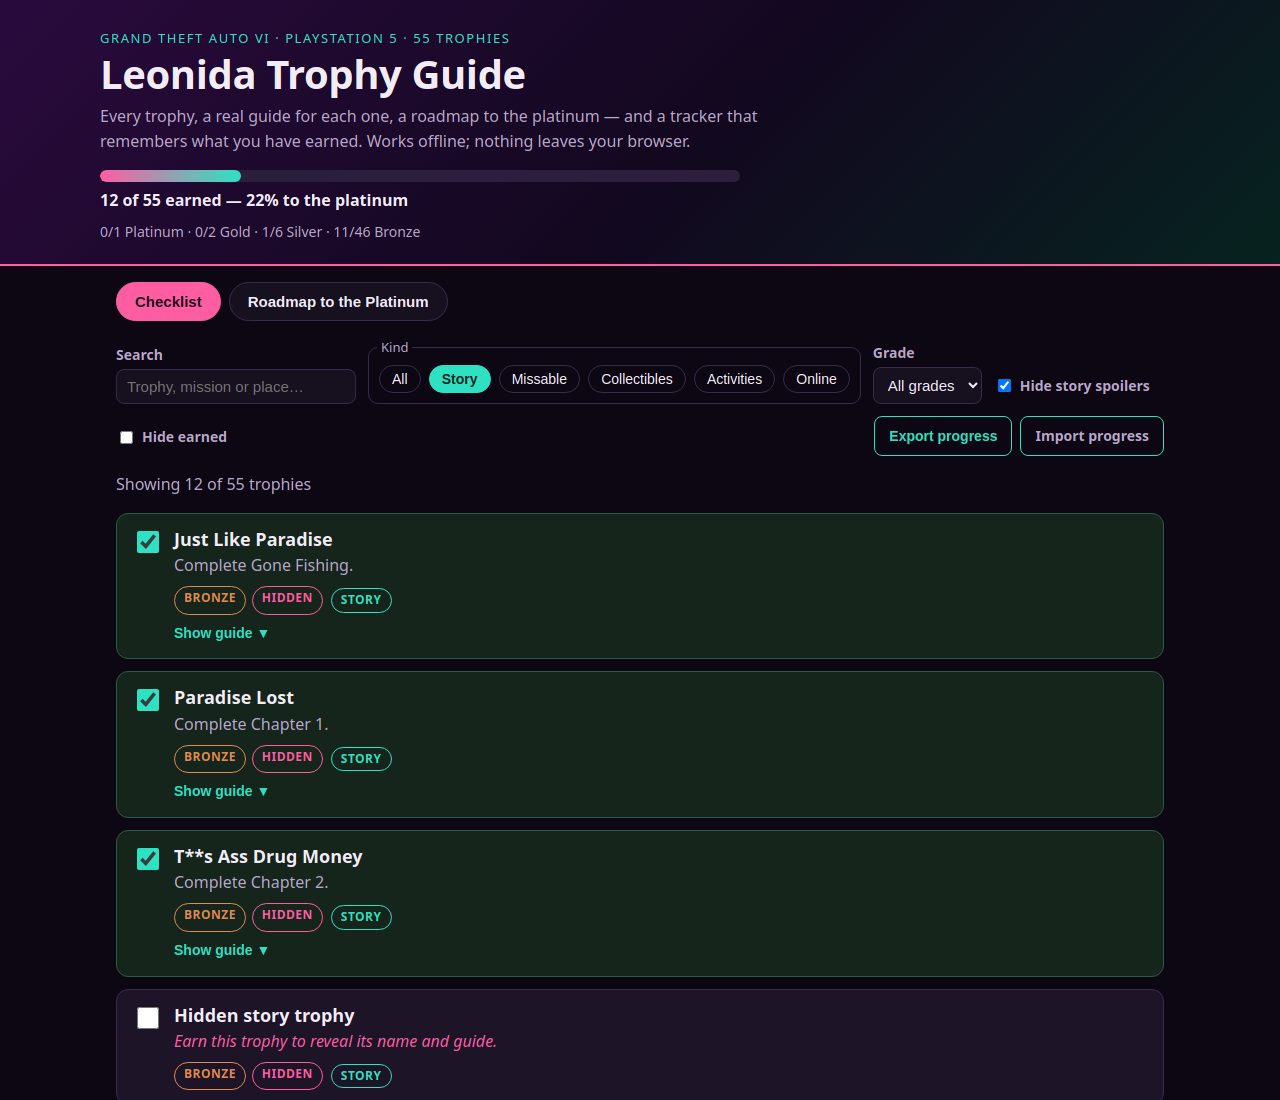 GRAND THEFT AUTO VI · PLAYSTATION 5 · 55 TROPHIES
Leonida Trophy Guide
Every trophy, a real guide for each one, a roadmap to the platinum — and a tracker that
remembers what you have earned. Works offline; nothing leaves your browser.
12 of 55 earned — 22% to the platinum
0/1 Platinum · 0/2 Gold · 1/6 Silver · 11/46 Bronze
Checklist
Roadmap to the Platinum
Search
Trophy, mission or place…
Kind
All
Story
Missable
Collectibles
Activities
Online
Grade
All grades
Hide story spoilers
Hide earned
Export progress
Import progress
Showing 12 of 55 trophies
Just Like Paradise
Complete Gone Fishing.
BRONZE
HIDDEN
STORY
Show guide ▼
Paradise Lost
Complete Chapter 1.
BRONZE
HIDDEN
STORY
Show guide ▼
T**s Ass Drug Money
Complete Chapter 2.
BRONZE
HIDDEN
STORY
Show guide ▼
Hidden story trophy
Earn this trophy to reveal its name and guide.
BRONZE
HIDDEN
STORY